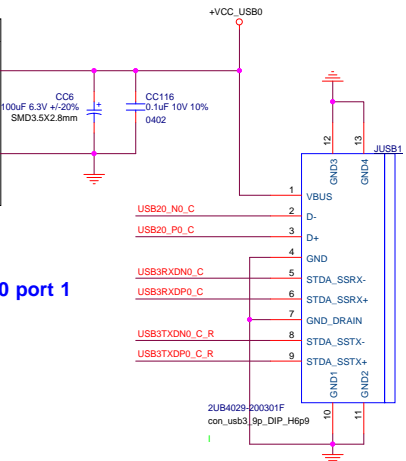 +VCC_USB0
CC6
100uF 6.3V +/-20%
SMD3.5X2.8mm
+
CC116
0.1uF 10V 10%
0402
12
13
JUSB1
GND3
GND4
1
VBUS
USB20_N0_C
2
D-
USB20_P0_C
3
D+
4
GND
USB3RXDN0_C
5
STDA_SSRX-
0 port 1
USB3RXDP0_C
6
STDA_SSRX+
7
GND_DRAIN
USB3TXDN0_C_R
8
STDA_SSTX-
USB3TXDP0_C_R
9
STDA_SSTX+
GND1
GND2
10
11
2UB4029-200301F
con_usb3_9p_DIP_H6p9